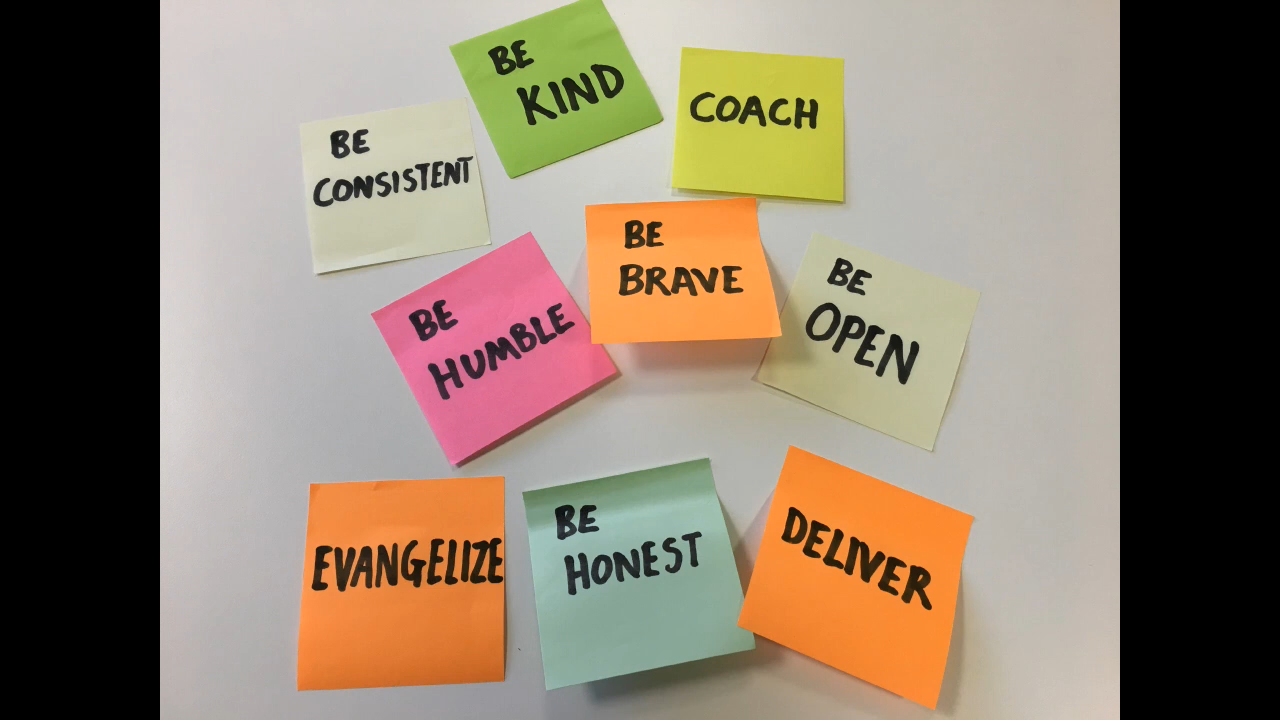 BE
KIND
COACH
BE
CONSISTENT
BE
BRAVE
BE
HUMBLE
BE
OPEN
EVANGELIZE
BE
HONEST
DELIVER